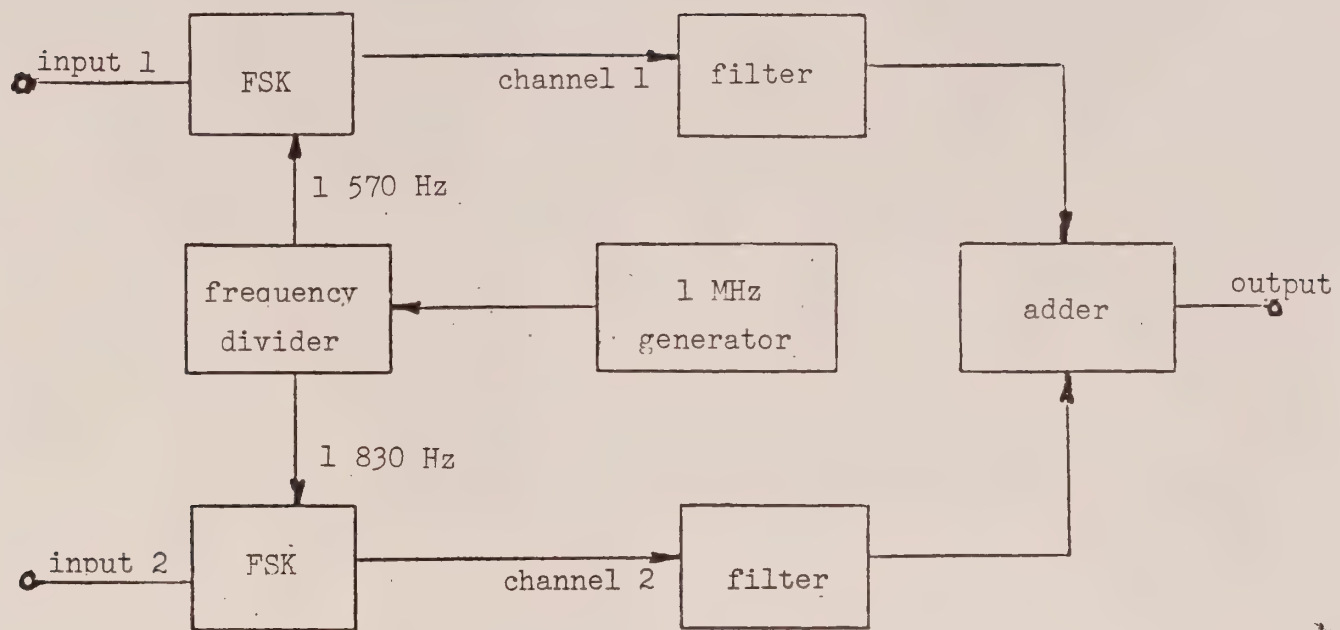 input 1
FSK
channel 1
filter
1 570 Hz
frequency
divider
1 MHz
generator
adder
output
1 830 Hz
input 2
FSK
channel 2
filter